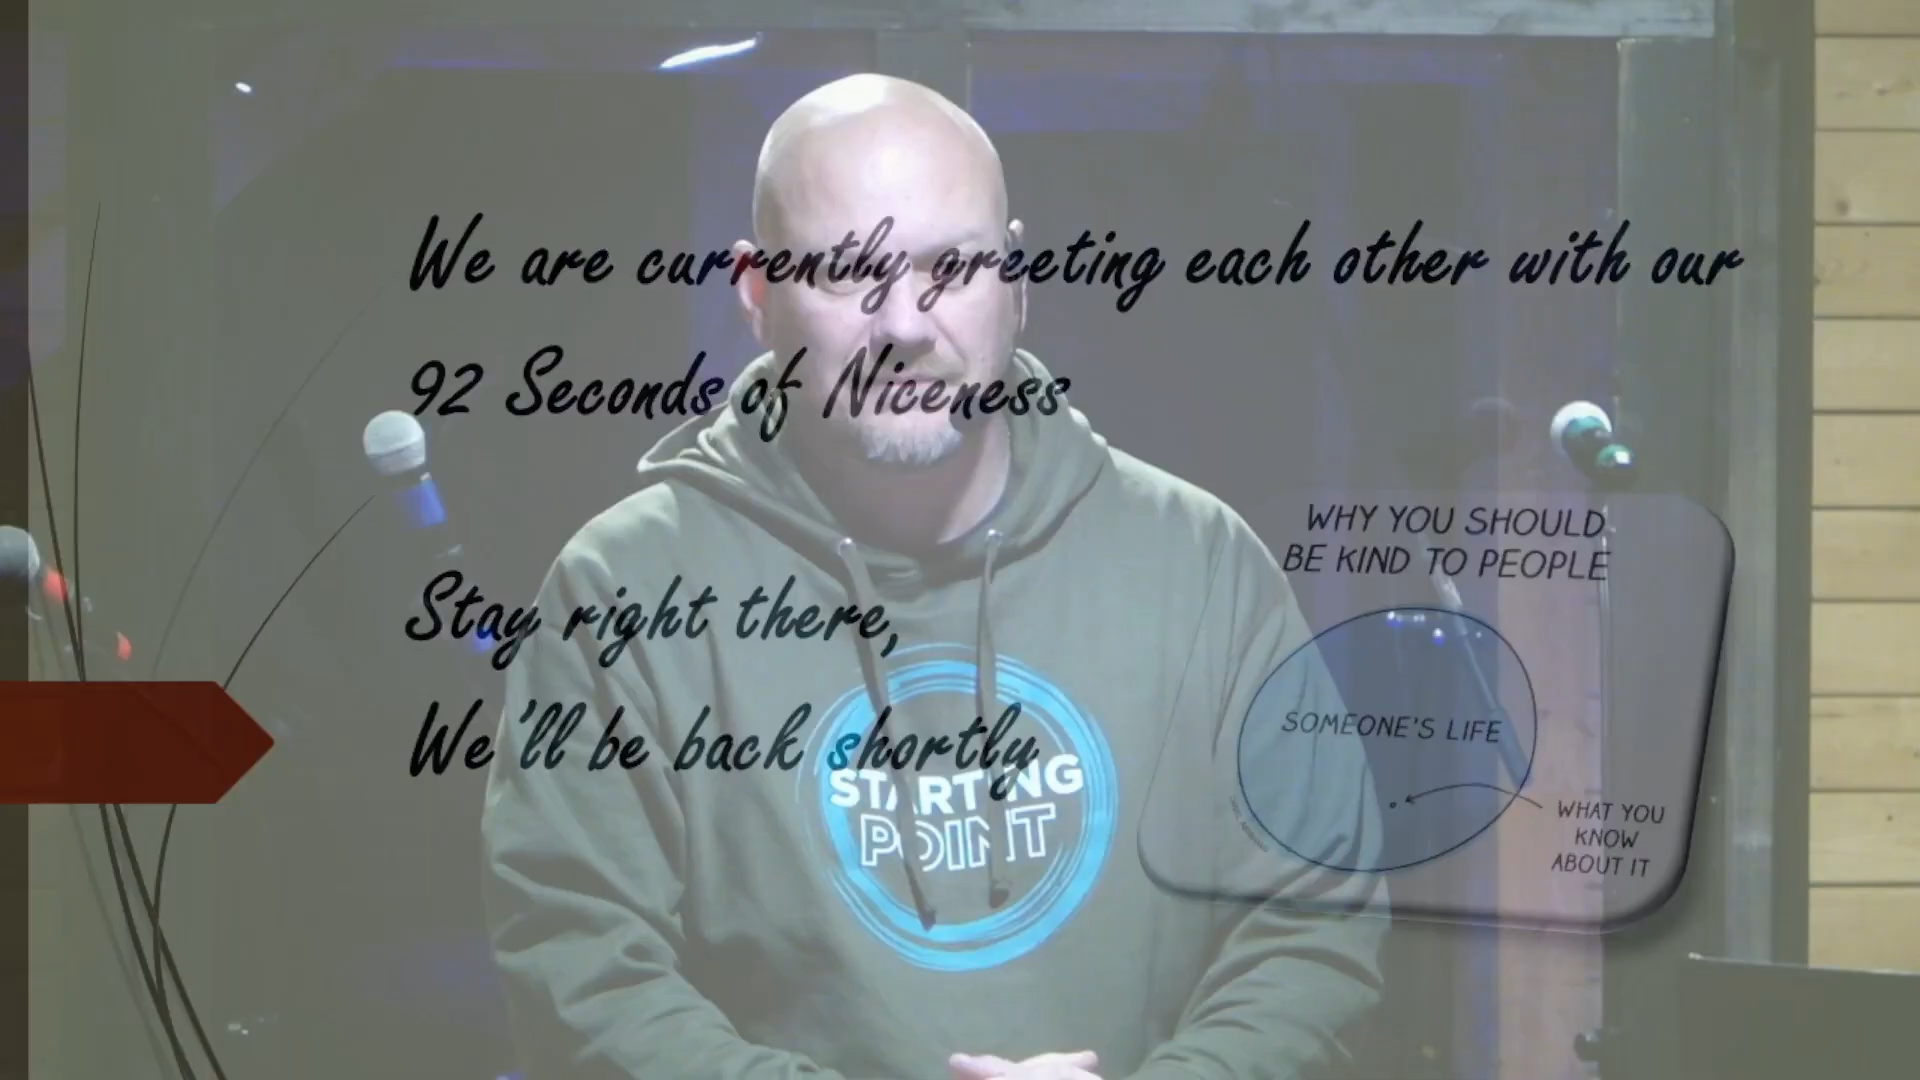 We are currently greeting each other with our
92 Seconds of Niceness
Stay right there,
We'll be back shortly
STARTING
POINT
WHY YOU SHOULD
BE KIND TO PEOPLE
SOMEONE'S LIFE
WHAT YOU
KNOW
ABOUT IT